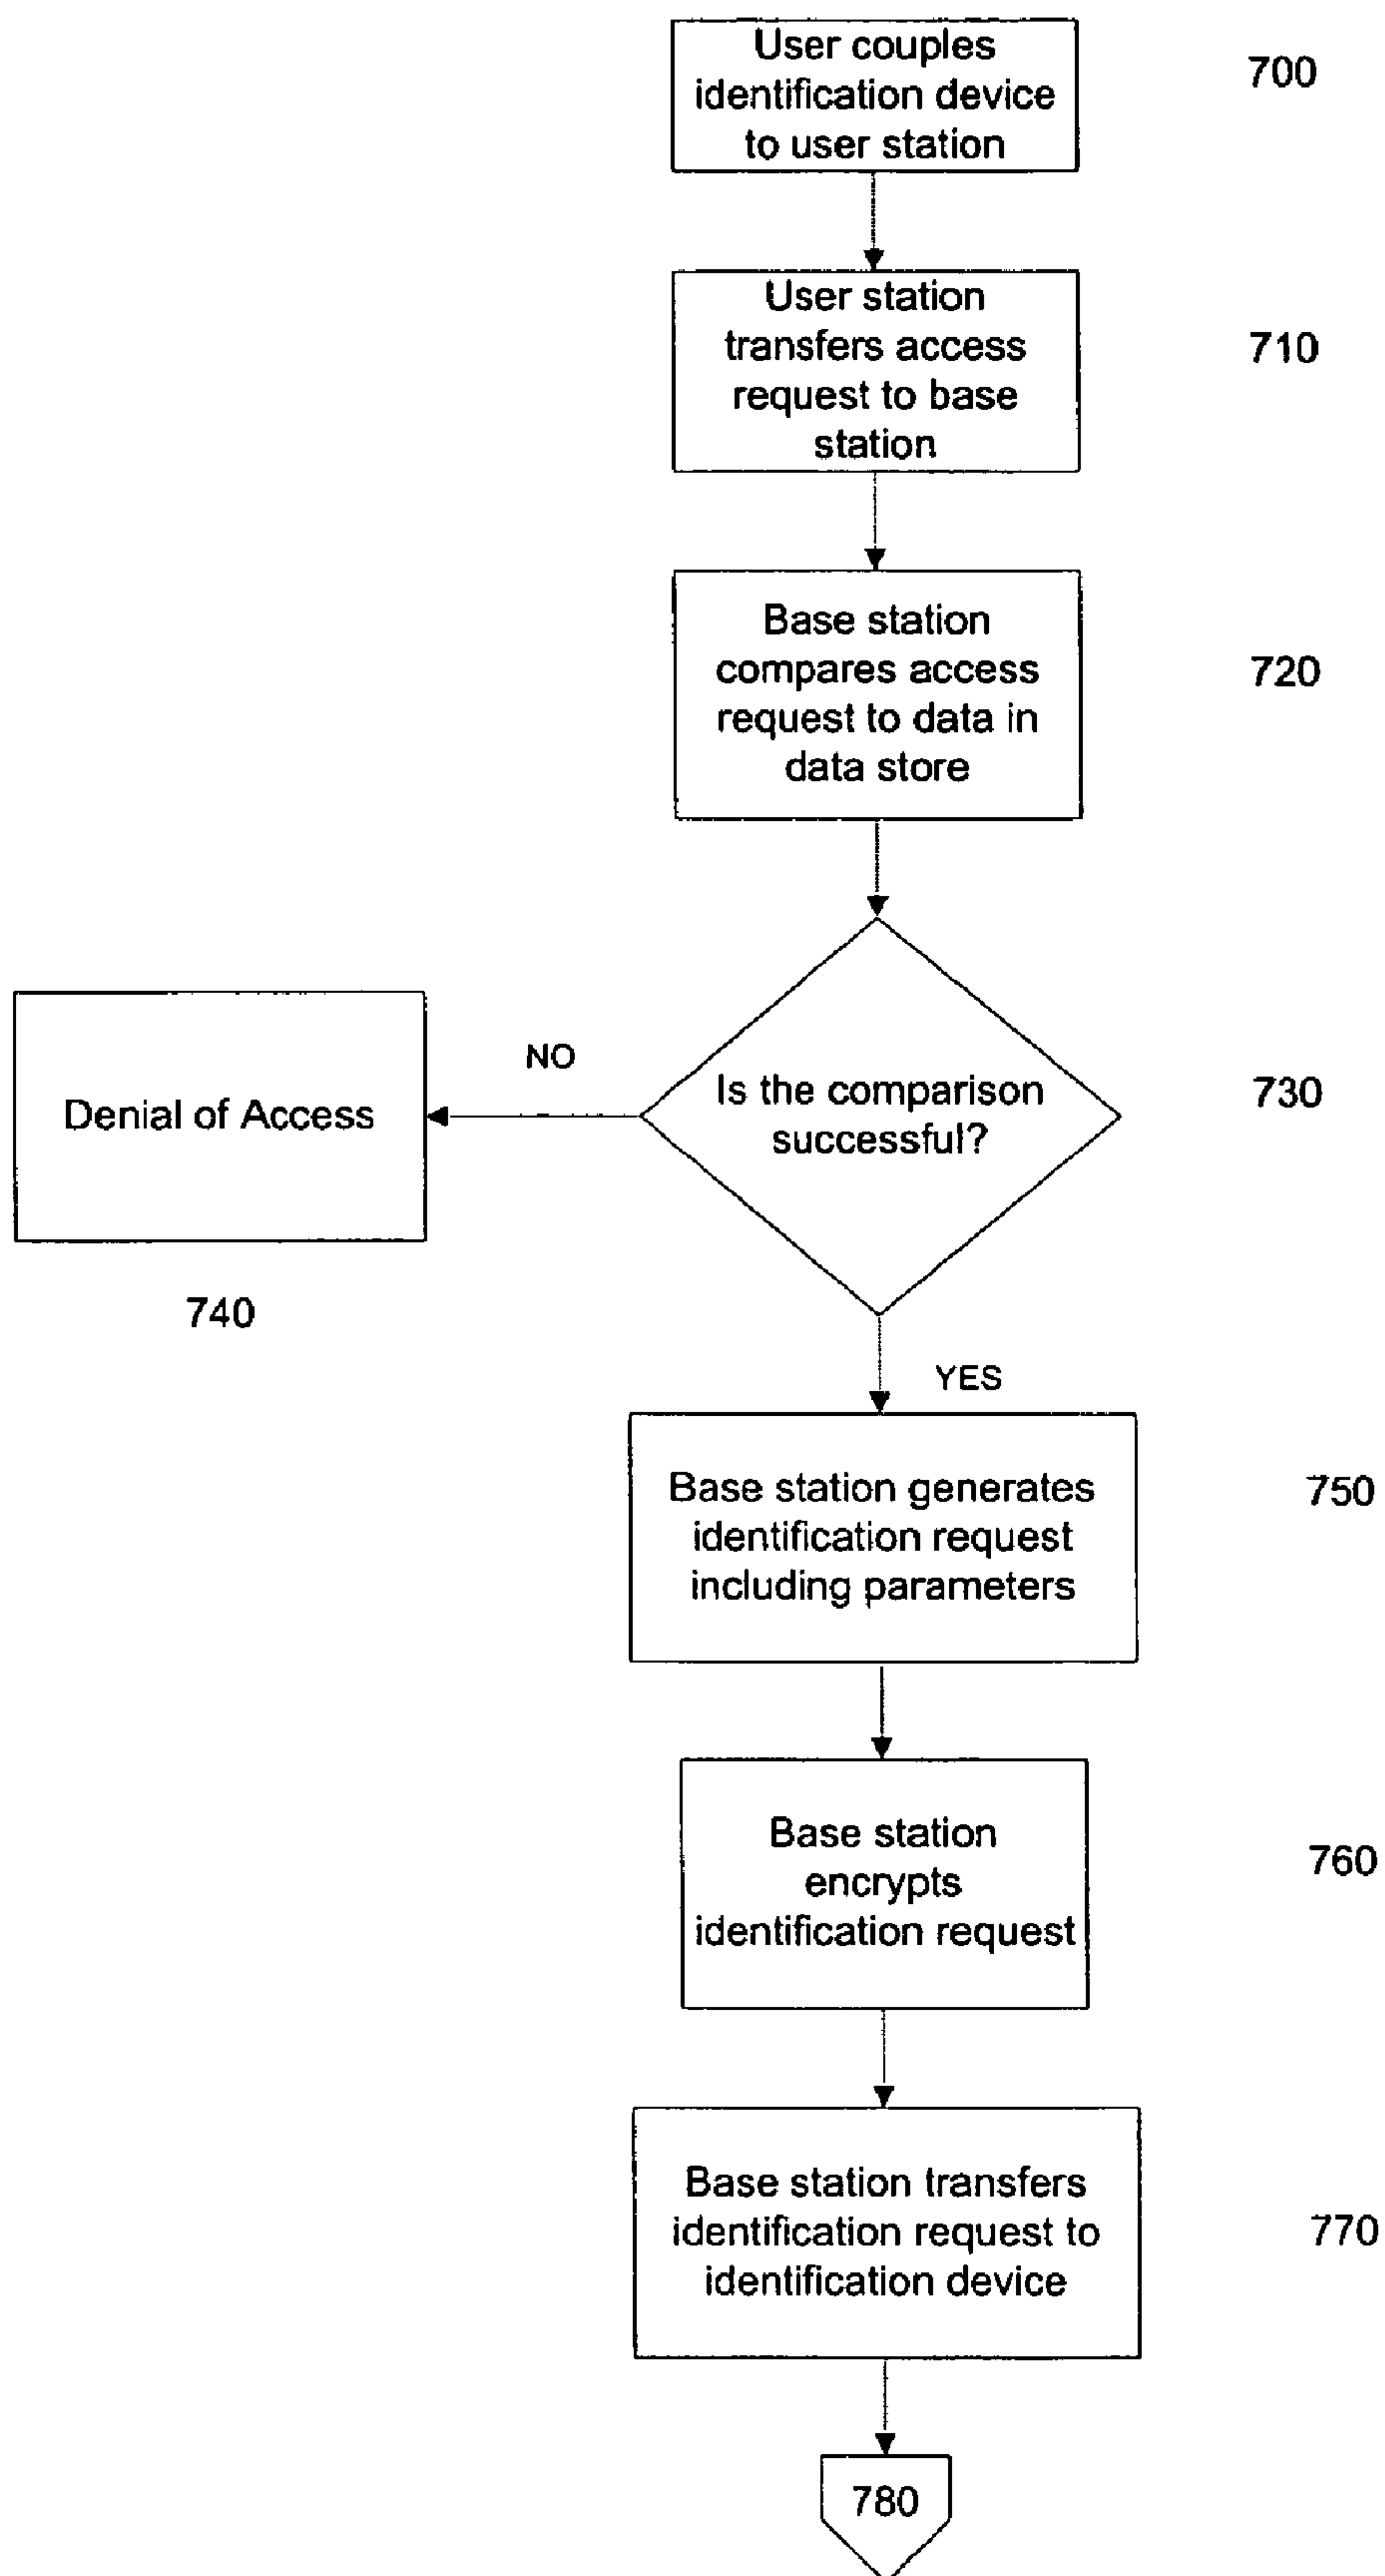 User couples
identification device
to user station
700
User station
transfers access
request to base
station
710
Base station
compares access
request to data in
data store
720
Is the comparison
successful?
730
NO
Denial of Access
740
YES
Base station generates
identification request
including parameters
750
Base station
encrypts
identification request
760
Base station transfers
identification request to
identification device
770
780